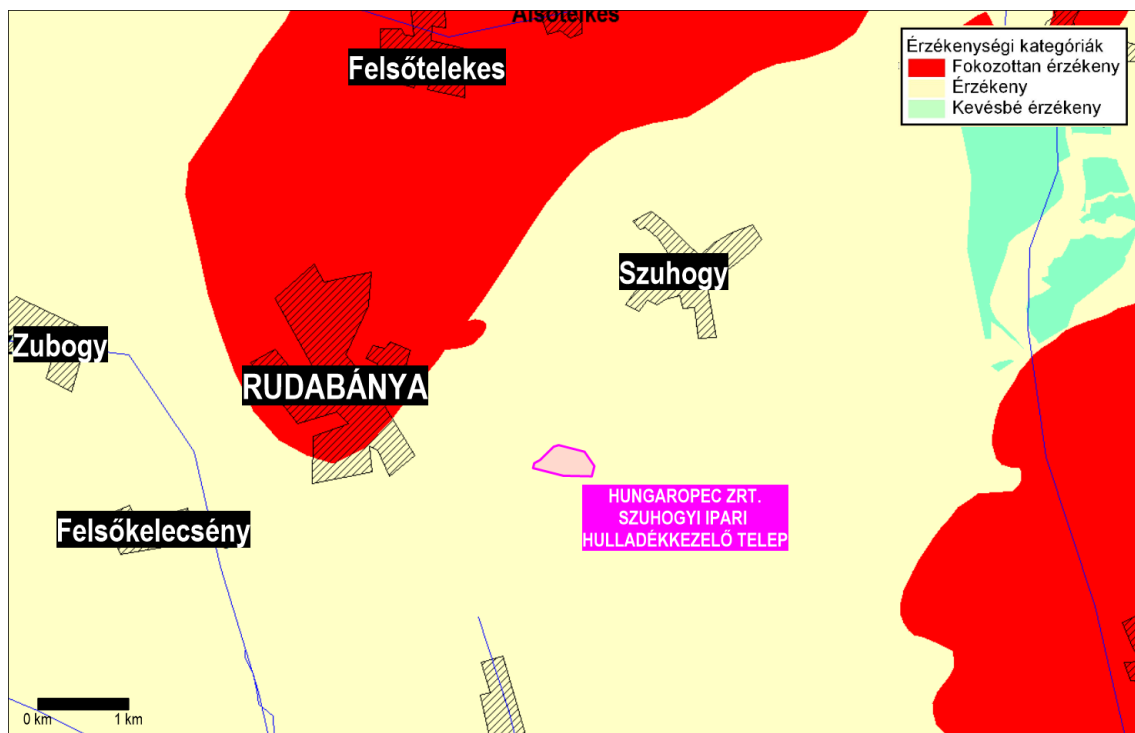 Alsótelkes
Felsőtelekes
Érzékenységi kategóriák
Fokozottan érzékeny
Érzékeny
Kevésbé érzékeny
Szuhogy
Zubogy
RUDABÁNYA
HUNGAROPEC ZRT.
SZUHOGYI IPARI
HULLADÉKKEZELŐ TELEP
Felsőkelecsény
0 km 1 km